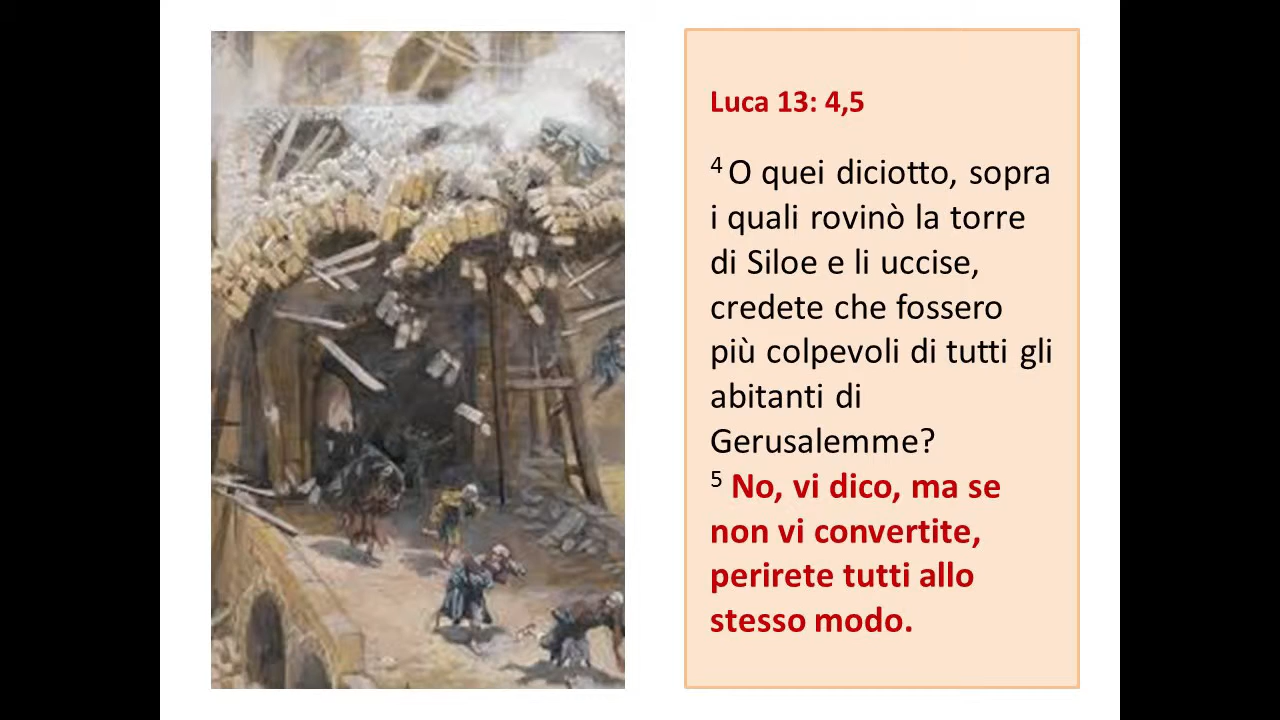 Luca 13: 4,5
4 O quei diciotto, sopra
i quali rovinò la torre
di Siloe e li uccise,
credete che fossero
più colpevoli di tutti gli
abitanti di
Gerusalemme?
5 No, vi dico, ma se
non vi convertite,
perirete tutti allo
stesso modo.